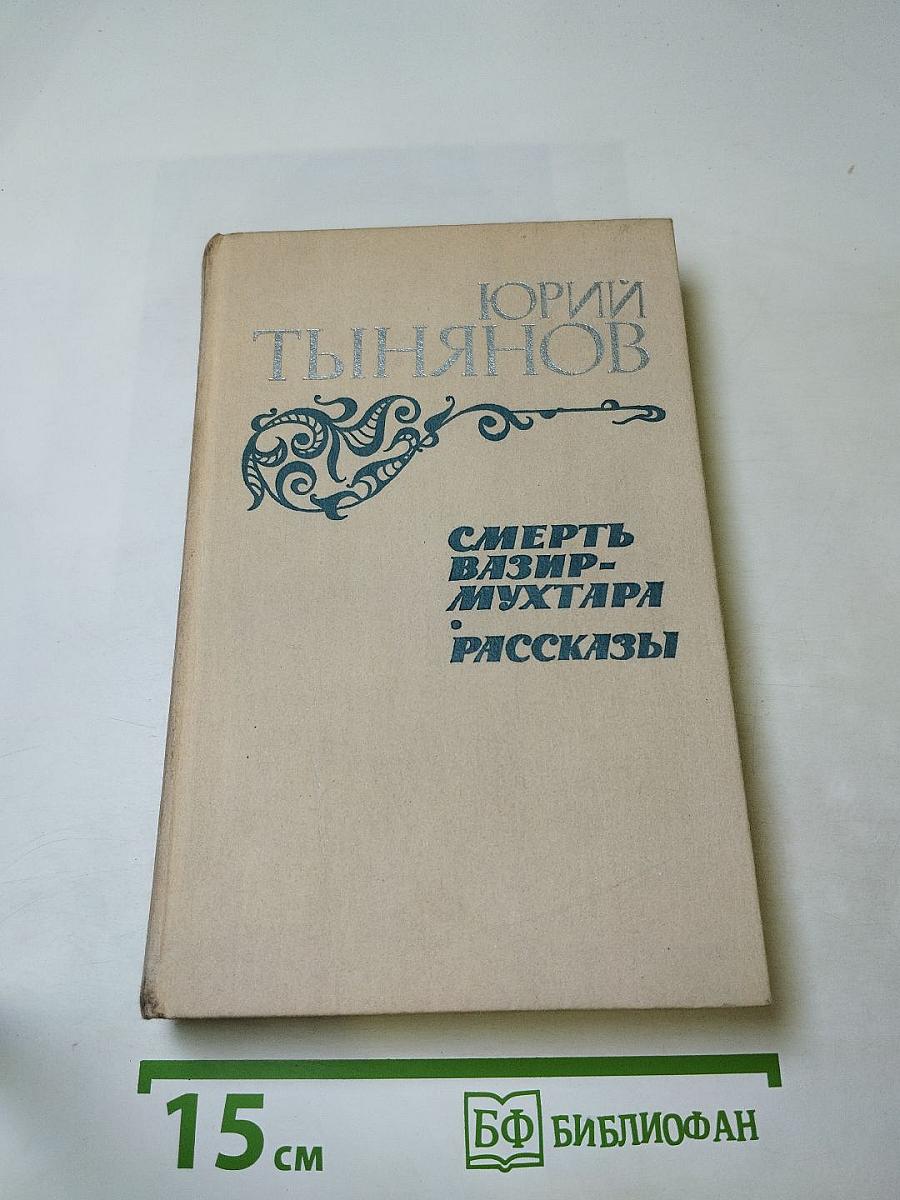 ЮРИЙ
ТЫНЯНОВ
СМЕРТЬ
ВАЗИР-
МУХТАРА
•
РАССКАЗЫ
15 см
БФ БИБЛИОФАН